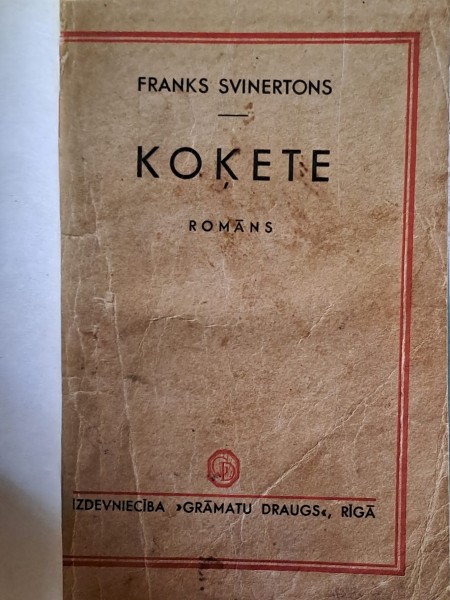 FRANKS SVINERTONS
KOĶETE
ROMĀNS
IZDEVNIECĪBA »GRĀMATU DRAUGS«, RĪGĀ